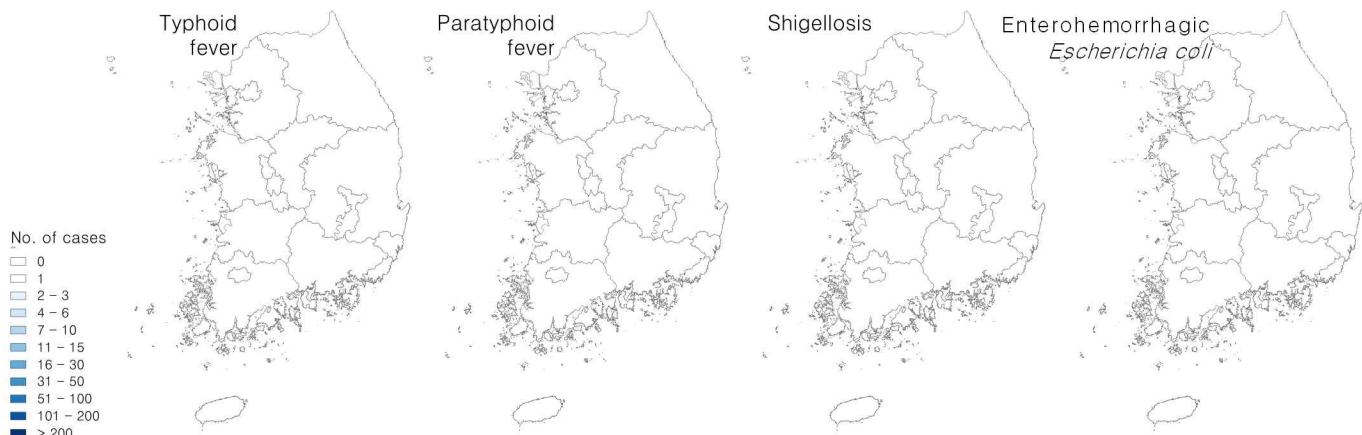 Typhoid
fever
Paratyphoid
fever
Shigellosis
Enterohemorrhagic
Escherichia coli
No. of cases
0
1
2 – 3
4 – 6
7 – 10
11 – 15
16 – 30
31 – 50
51 – 100
101 – 200
> 200